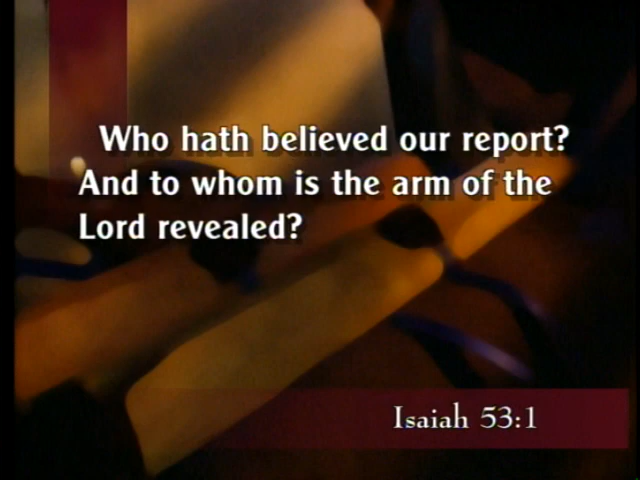 Who hath believed our report?
And to whom is the arm of the
Lord revealed?
Isaiah 53:1